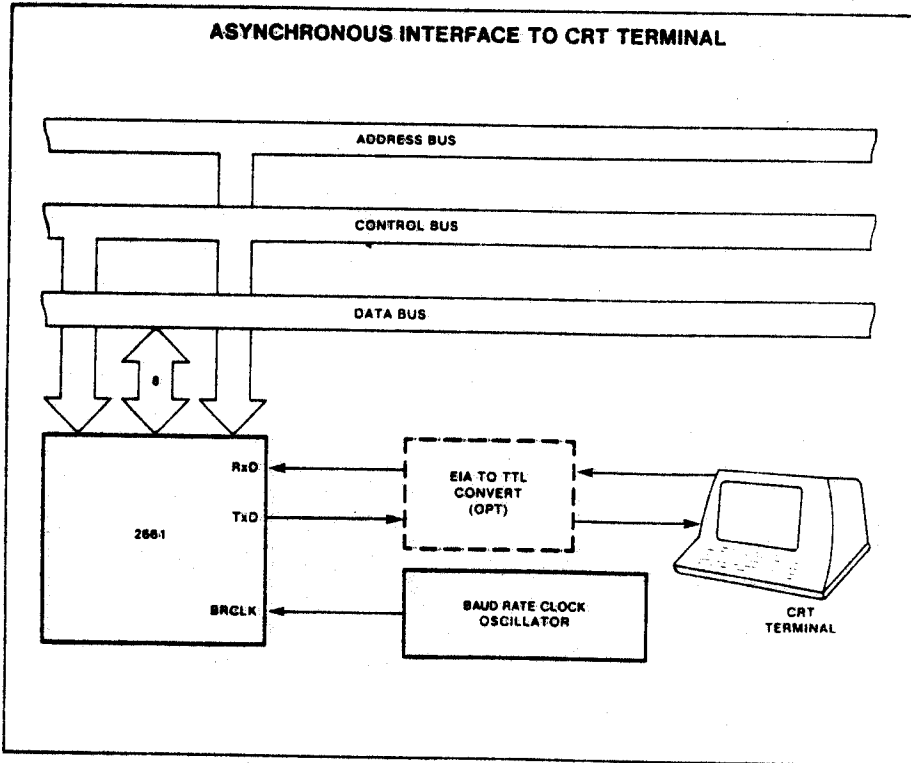 ASYNCHRONOUS INTERFACE TO CRT TERMINAL
ADDRESS BUS
CONTROL BUS
DATA BUS
8
RxD
TxD
2661
BRCLK
EIA TO TTL
CONVERT
(OPT)
BAUD RATE CLOCK
OSCILLATOR
CRT
TERMINAL